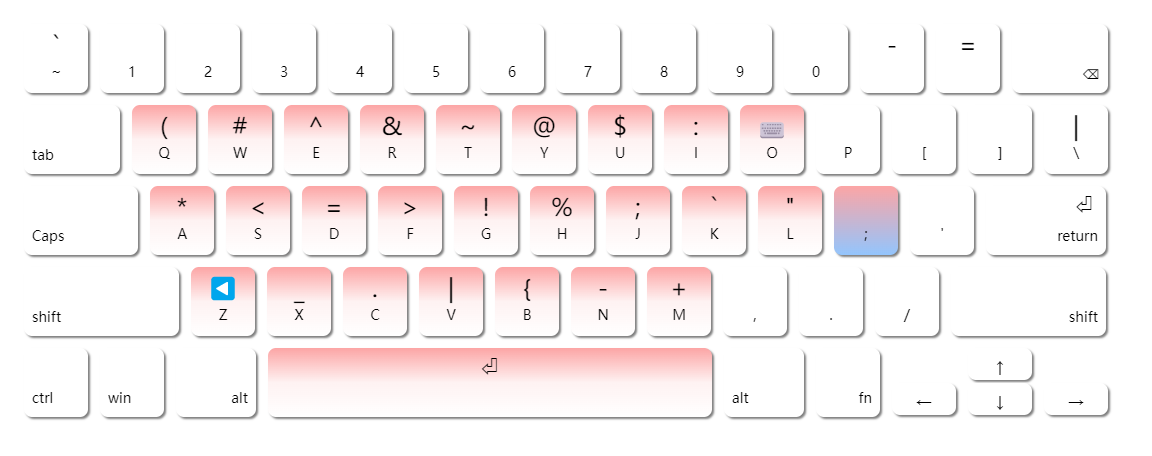 ` - =
~ 1 2 3 4 5 6 7 8 9 0 ⌫
( # ^ & ~ @ $ : ⌨ |
tab Q W E R T Y U I O P [ ] \
* < = > ! % ; ` " ⏎
Caps A S D F G H J K L ; ' return
◀ _ . | { - +
shift Z X C V B N M , . / shift
⏎ ↑
ctrl win alt alt fn ← ↓ →